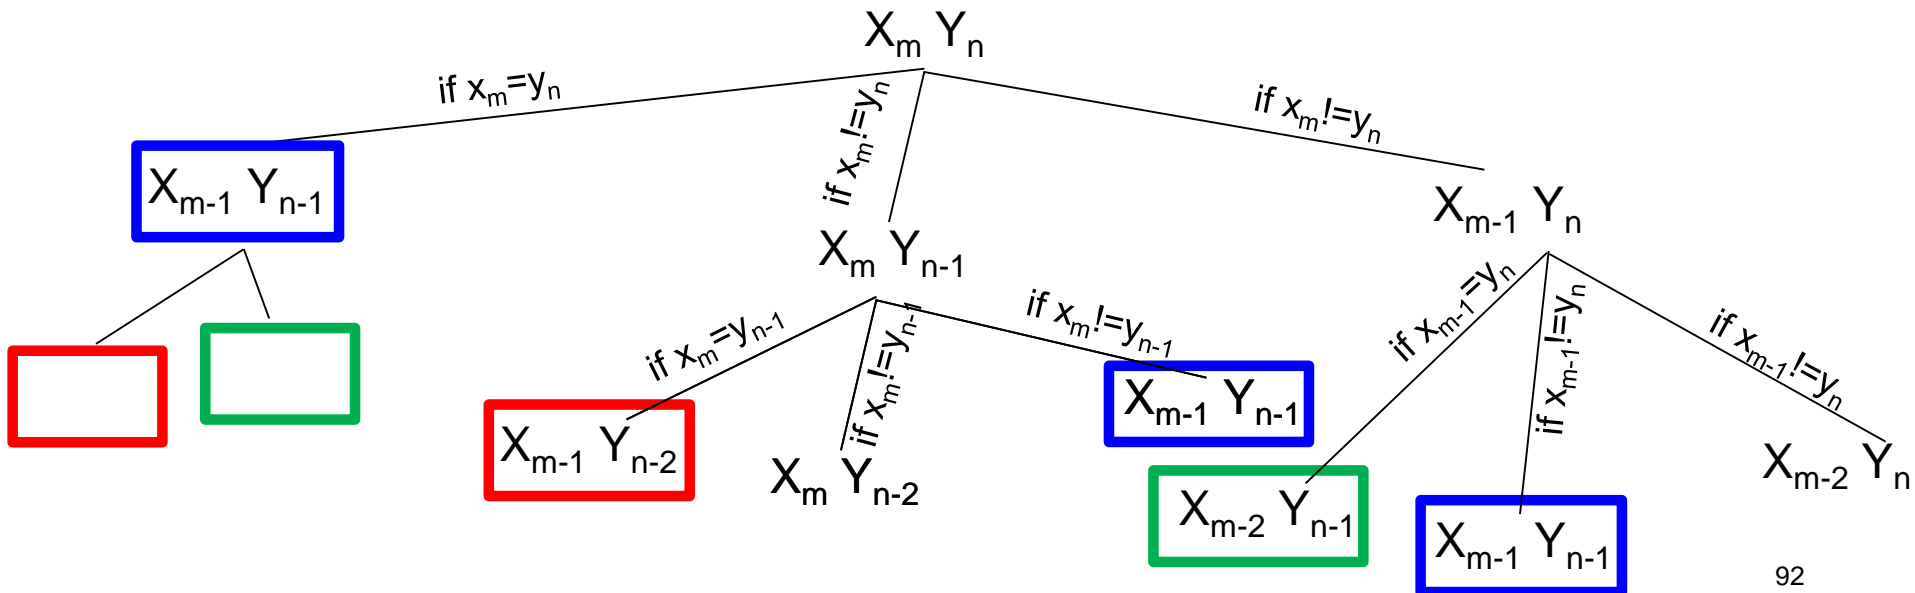 Xm Yn
if xm=yn
if xm!=yn
if xm!=yn
Xm-1 Yn-1
Xm Yn-1
Xm-1 Yn
if xm=yn-1
if xm!=yn-1
if xm!=yn-1
if xm-1=yn
if xm-1!=yn
if xm-1!=yn
Xm-1 Yn-2
Xm Yn-2
Xm-1 Yn-1
Xm-2 Yn-1
Xm-1 Yn-1
Xm-2 Yn
92